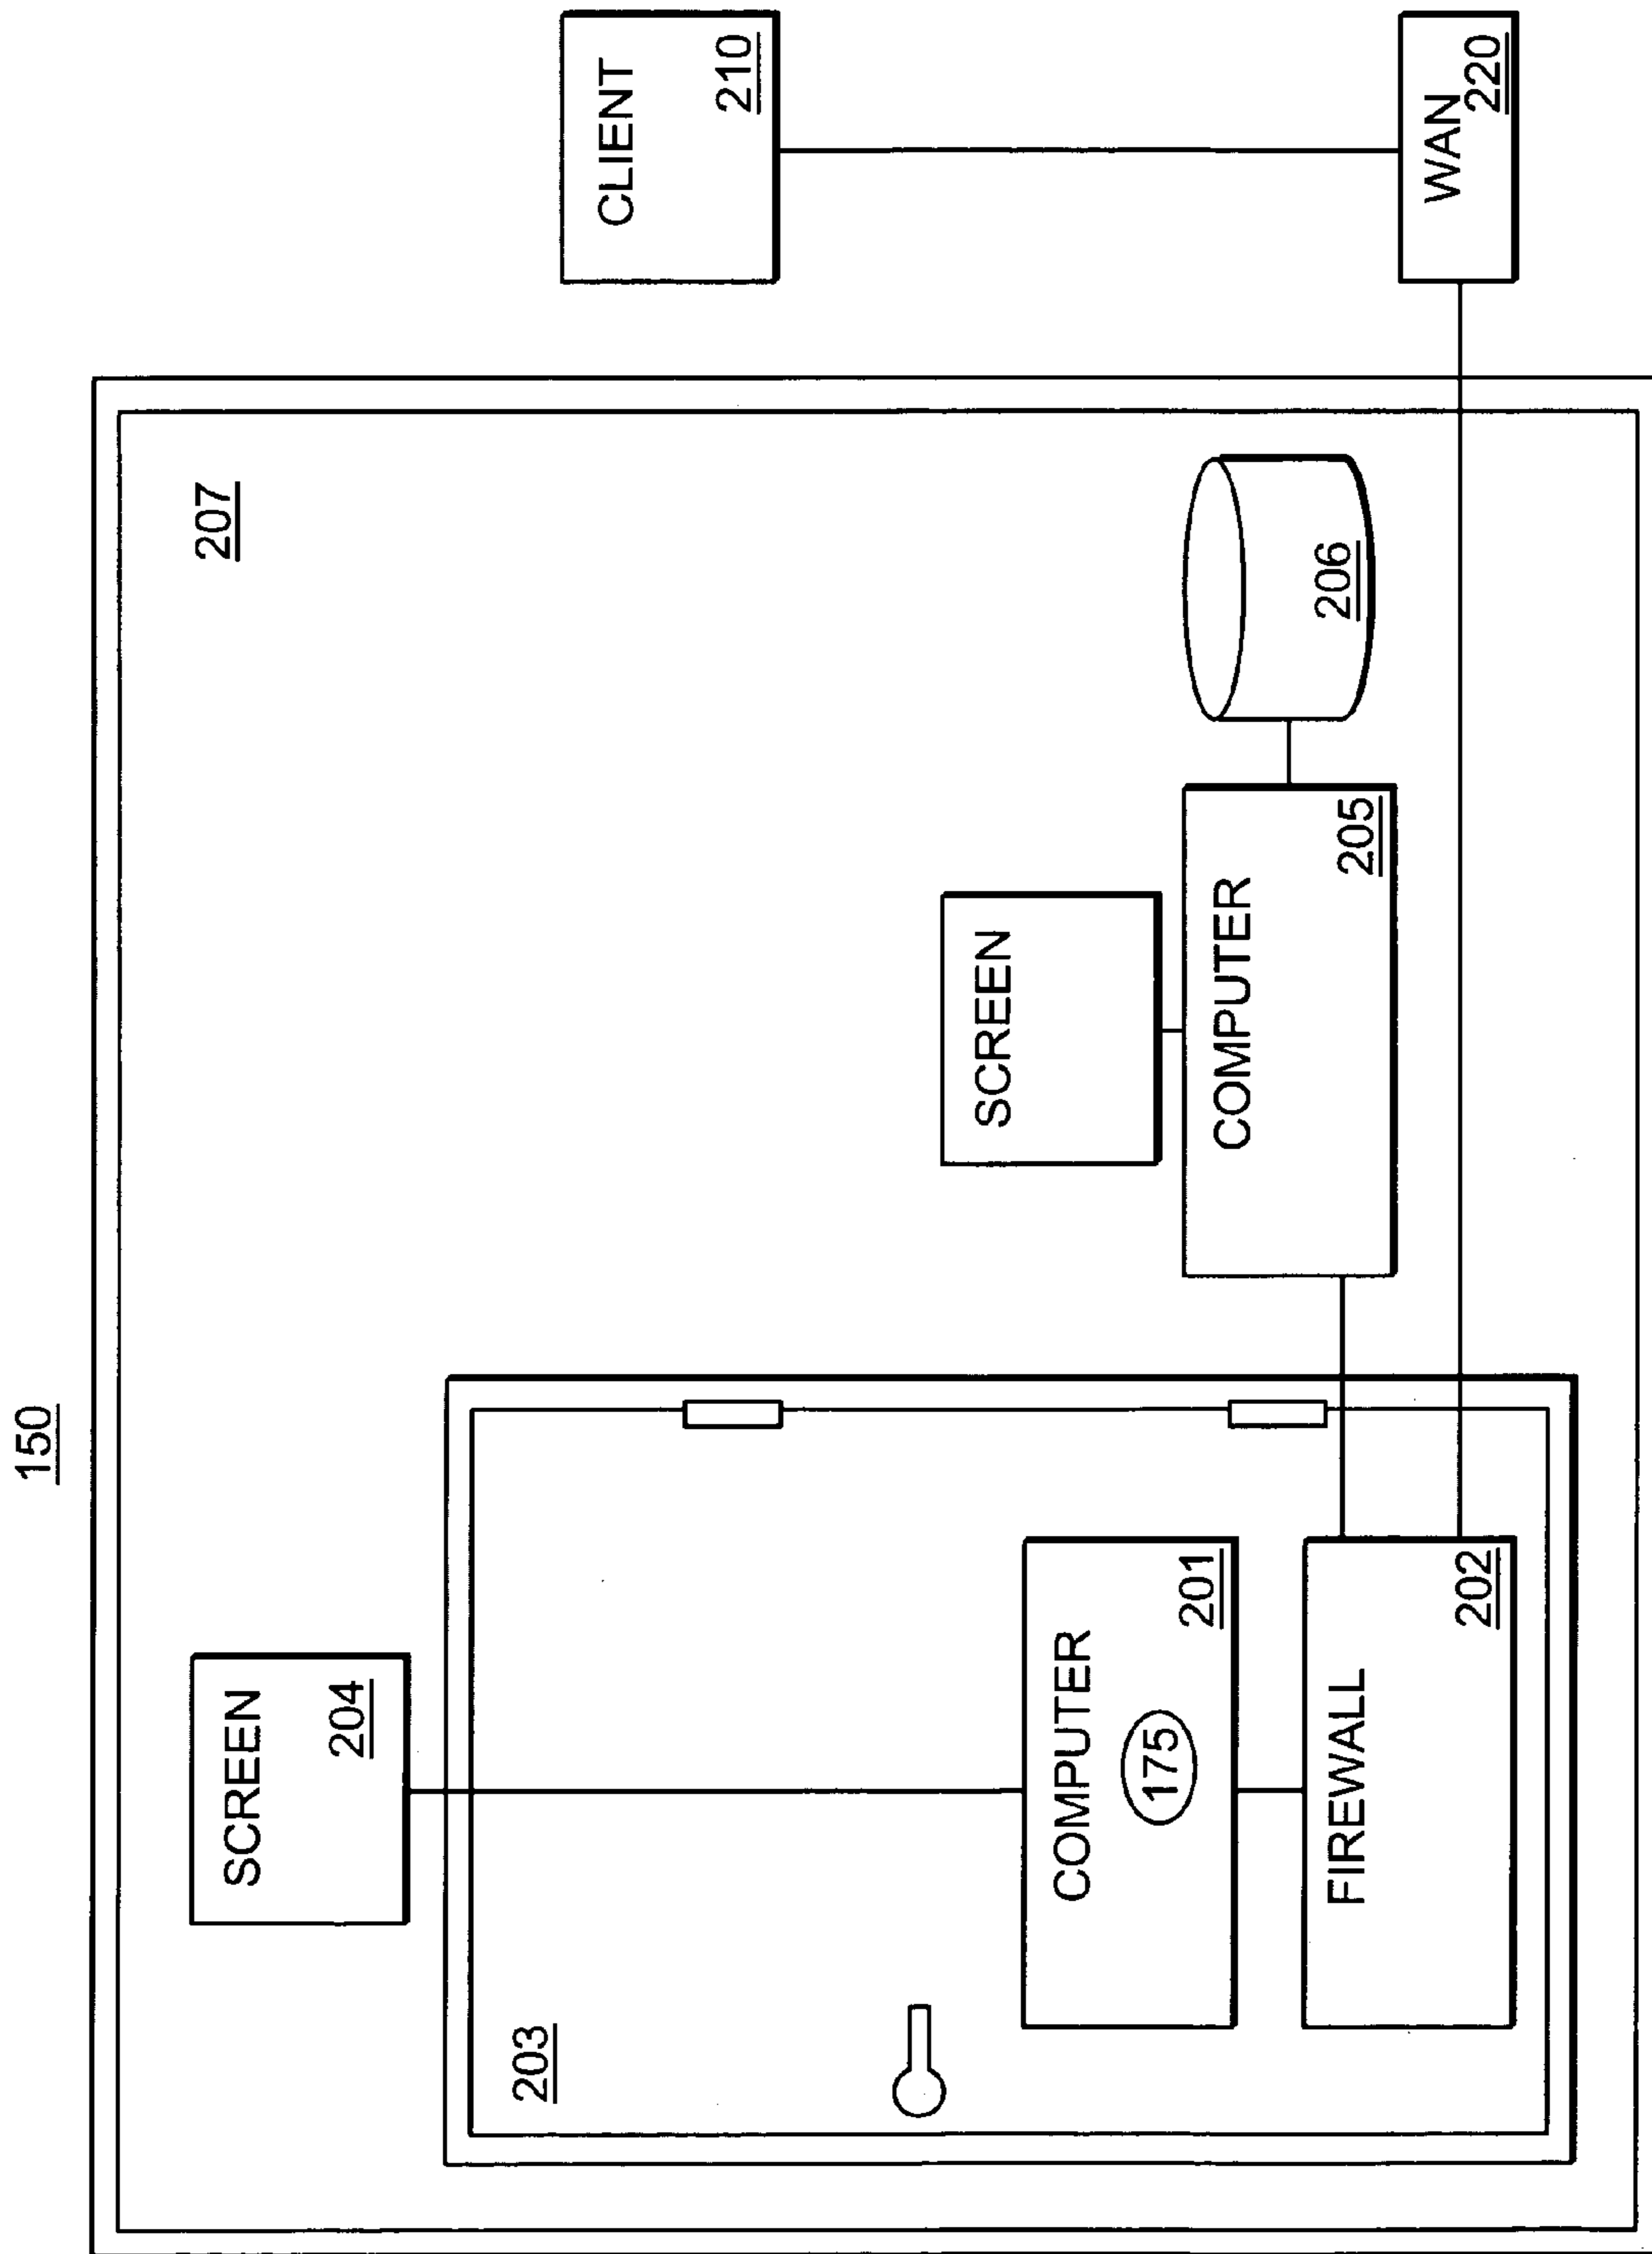 150
207
SCREEN
204
203
COMPUTER
175
201
FIREWALL
202
SCREEN
COMPUTER
205
206
CLIENT
210
WAN
220